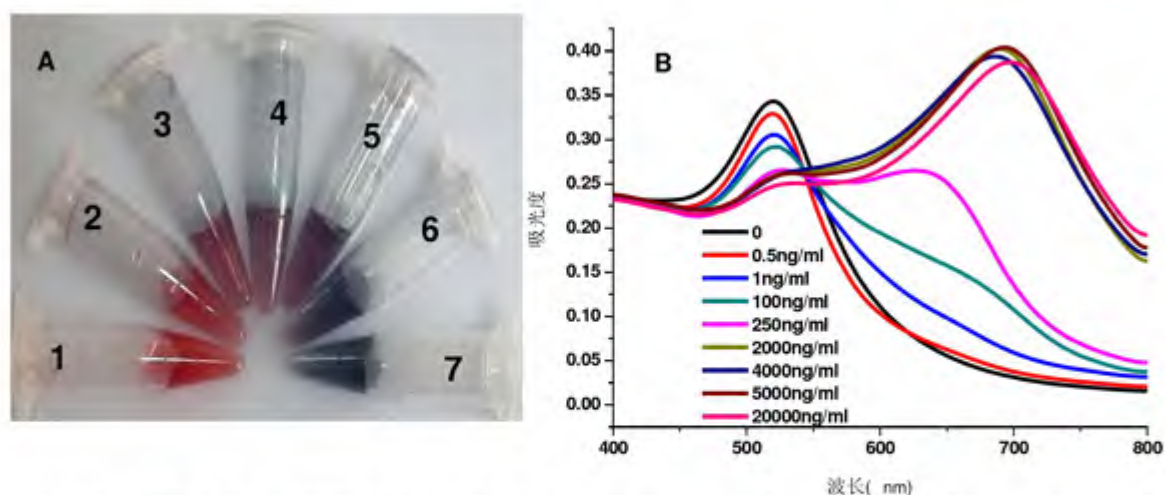 A
1
2
3
4
5
6
7
B
吸光度
0.40
0.35
0.30
0.25
0.20
0.15
0.10
0.05
0.00
0
0.5ng/ml
1ng/ml
100ng/ml
250ng/ml
2000ng/ml
4000ng/ml
5000ng/ml
20000ng/ml
400 500 600 700 800
波长( nm)